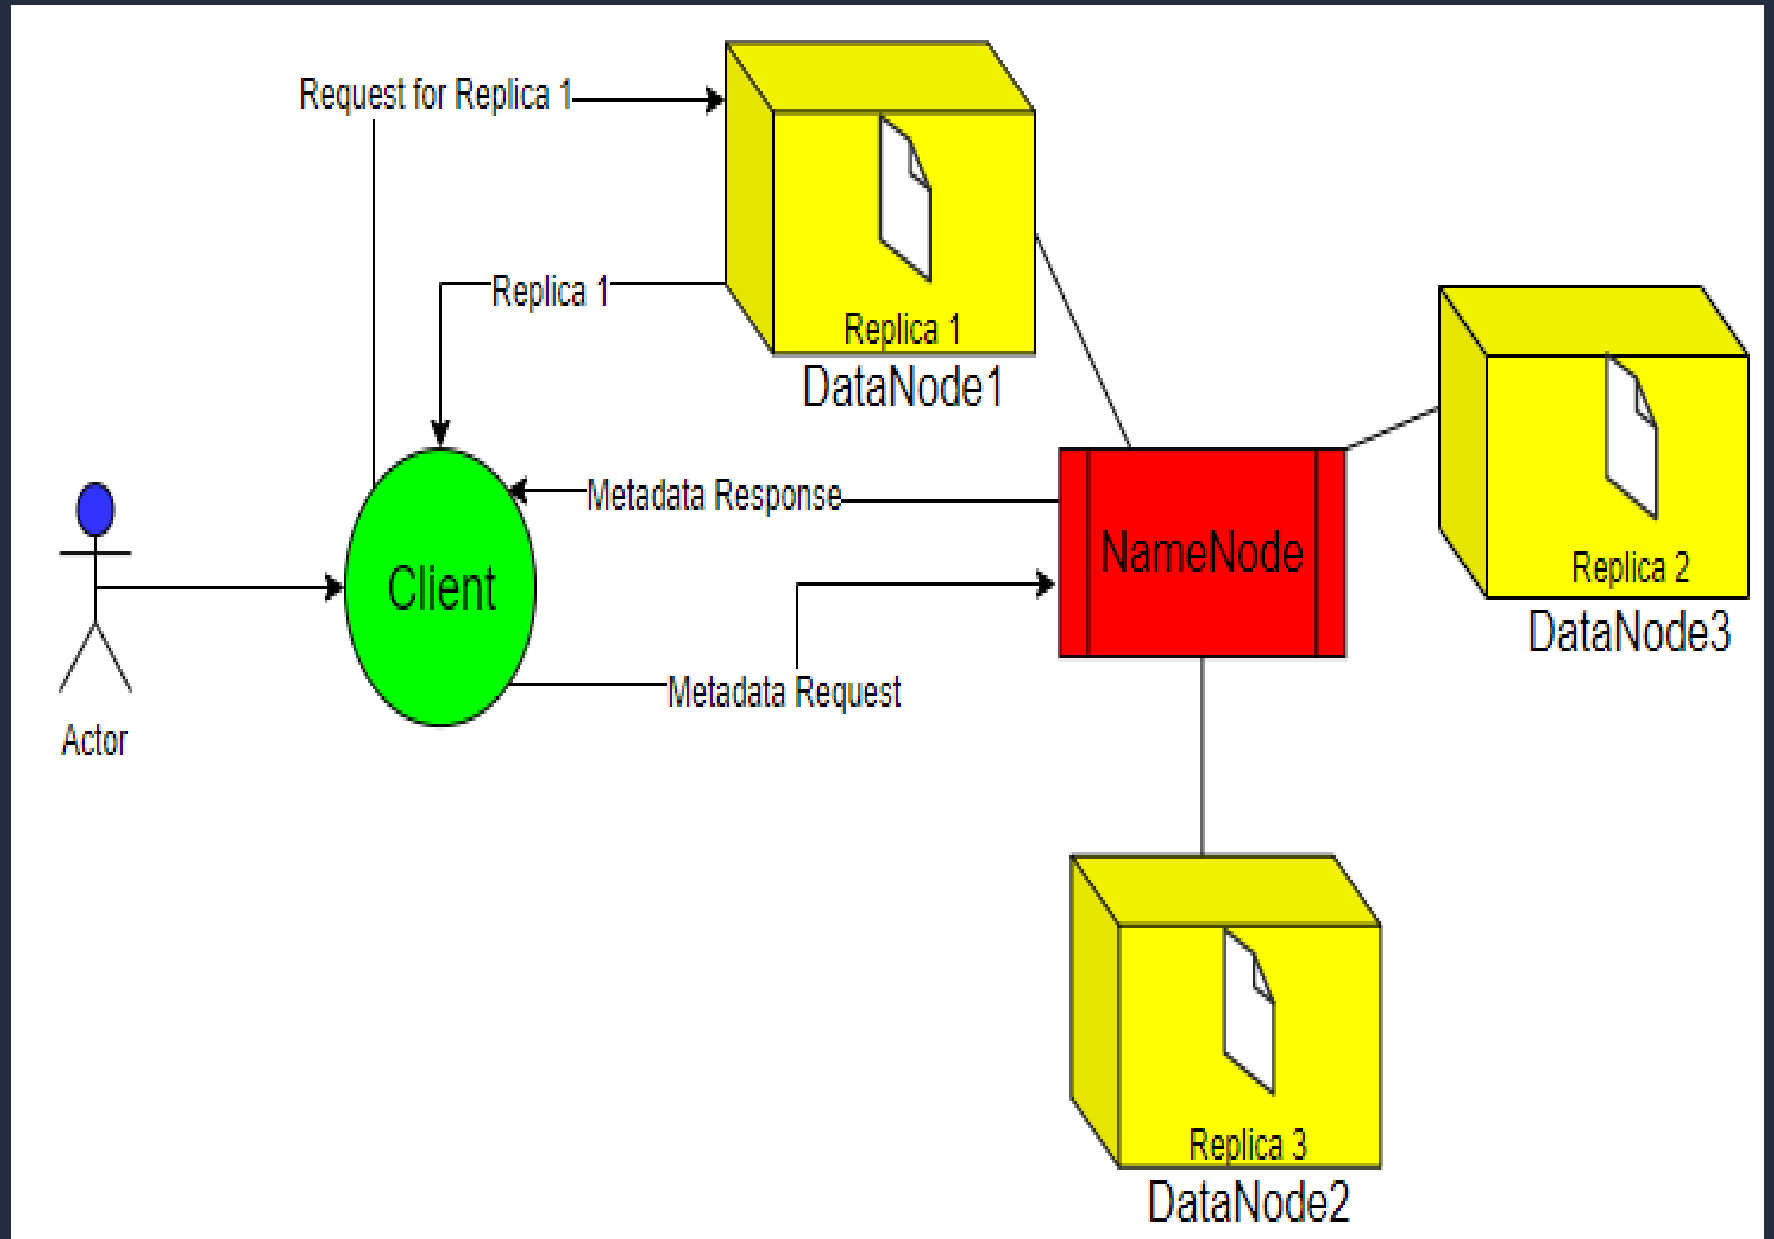 Request for Replica 1
Replica 1
Replica 1
DataNode1
Metadata Response
NameNode
Client
Replica 2
DataNode3
Metadata Request
Actor
Replica 3
DataNode2